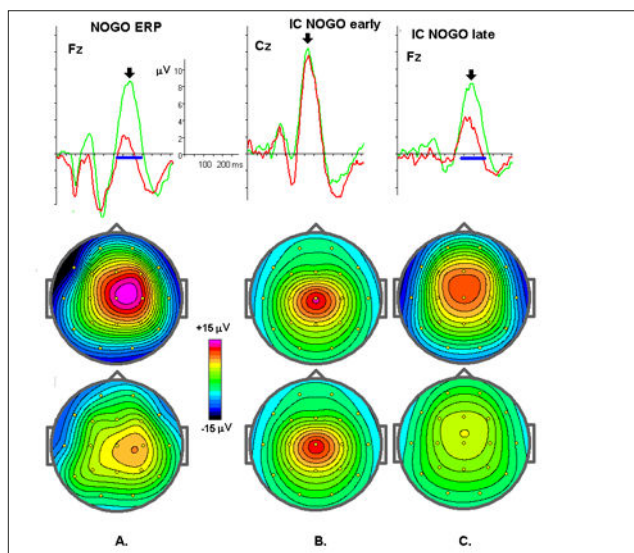 NOGO ERP
Fz
μV
10
8
6
4
2
0
0
100 200 ms
IC NOGO early
Cz
IC NOGO late
Fz
+15 μV
-15 μV
A.
B.
C.